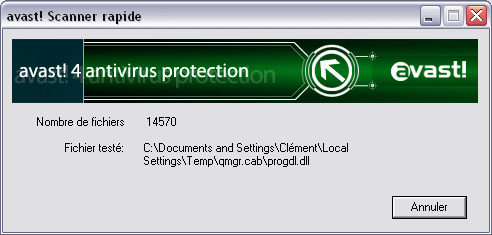 avast! Scanner rapide
avast! 4 antivirus protection
avast!
Nombre de fichiers 14570
Fichier testé: C:\Documents and Settings\Clément\Local
Settings\Temp\qmgr.cab\progdl.dll
Annuler